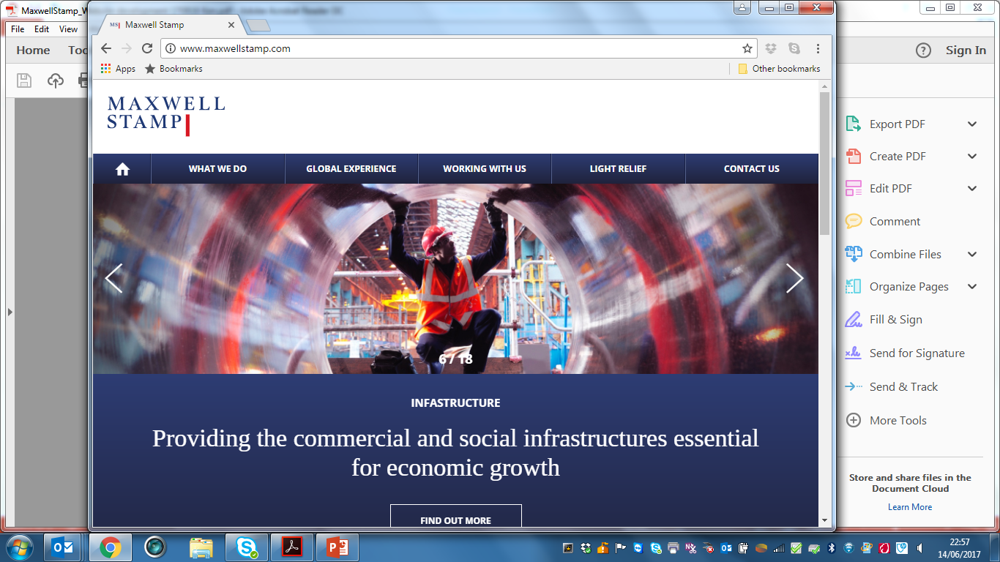 MaxwellStamp_W
Maxwell Stamp
File Edit View
www.maxwellstamp.com
Home
Sign In
Apps
Bookmarks
Other bookmarks
MAXWELL
STAMP
WHAT WE DO
GLOBAL EXPERIENCE
WORKING WITH US
LIGHT RELIEF
CONTACT US
6 / 18
INFASTRUCTURE
Providing the commercial and social infrastructures essential
for economic growth
FIND OUT MORE
Export PDF
Create PDF
Edit PDF
Comment
Combine Files
Organize Pages
Fill & Sign
Send for Signature
Send & Track
More Tools
Store and share files in the
Document Cloud
Learn More
22:57
14/06/2017